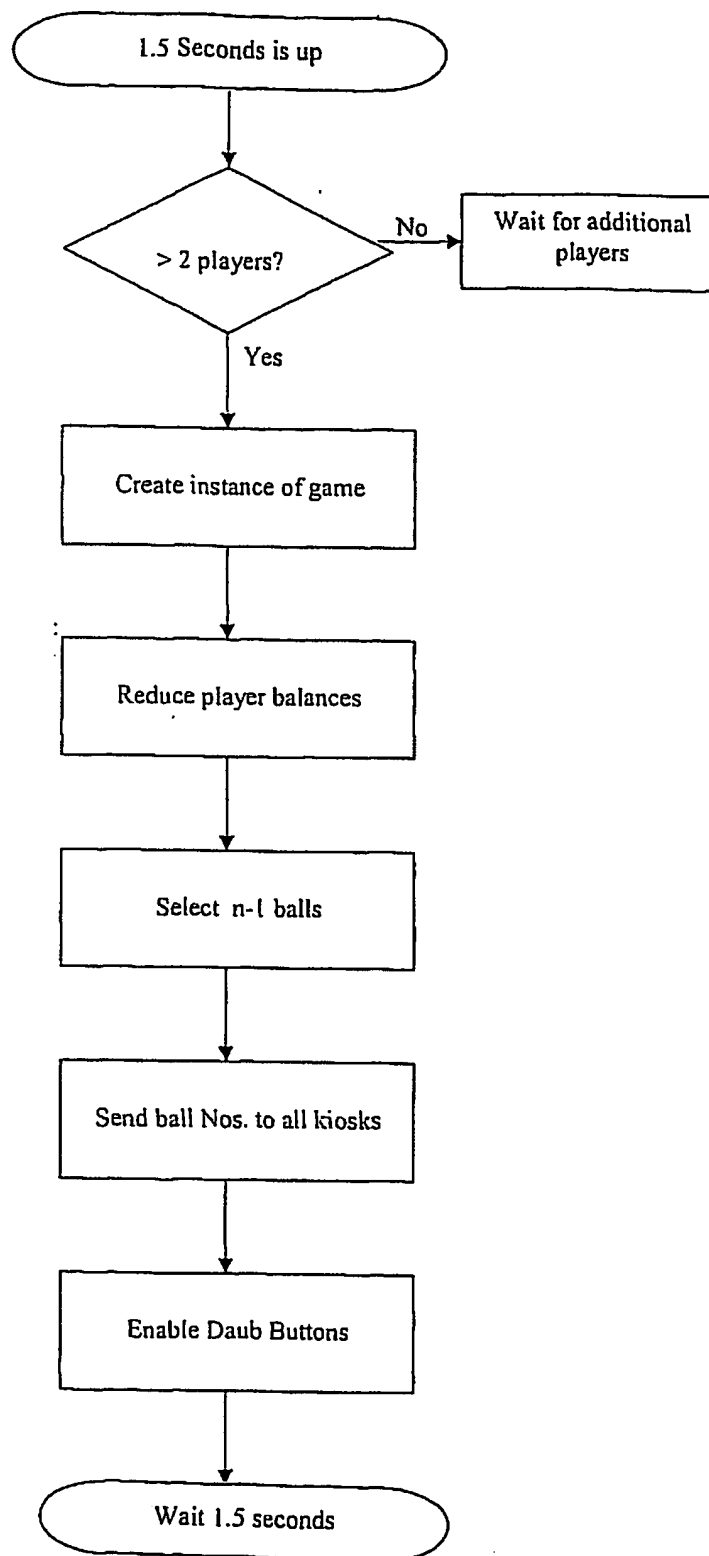 1.5 Seconds is up
> 2 players?
No
Wait for additional
players
Yes
Create instance of game
Reduce player balances
Select n-1 balls
Send ball Nos. to all kiosks
Enable Daub Buttons
Wait 1.5 seconds